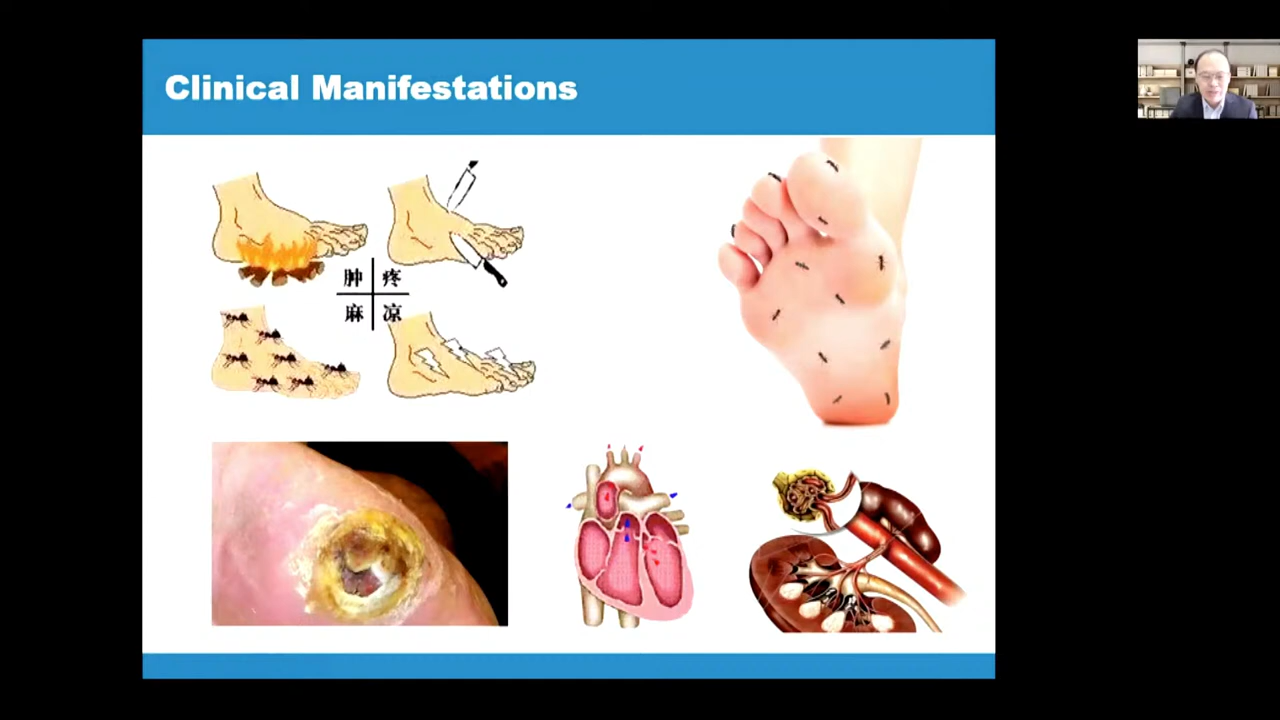 Clinical Manifestations
肿 疼
麻 凉